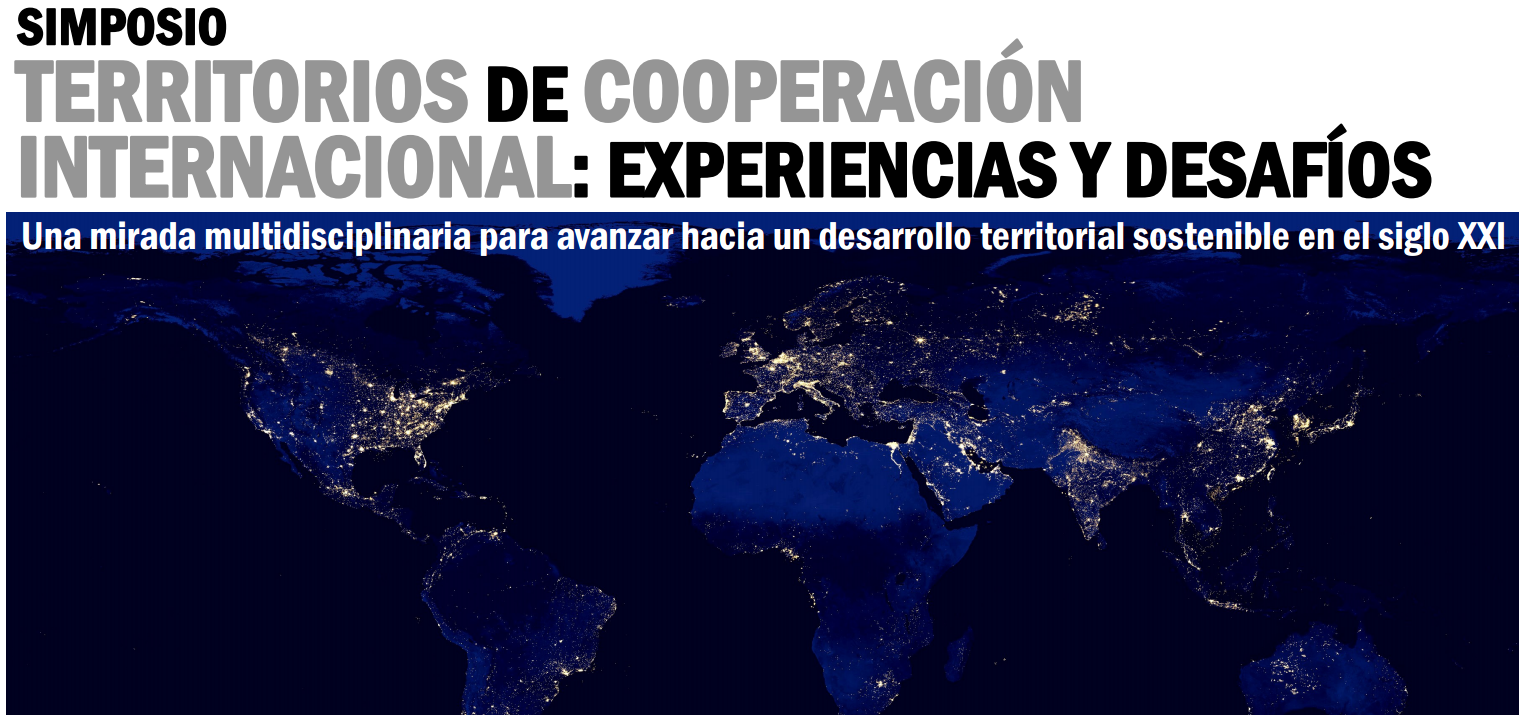 SIMPOSIO
TERRITORIOS DE COOPERACIÓN
INTERNACIONAL: EXPERIENCIAS Y DESAFÍOS
Una mirada multidisciplinaria para avanzar hacia un desarrollo territorial sostenible en el siglo XXI